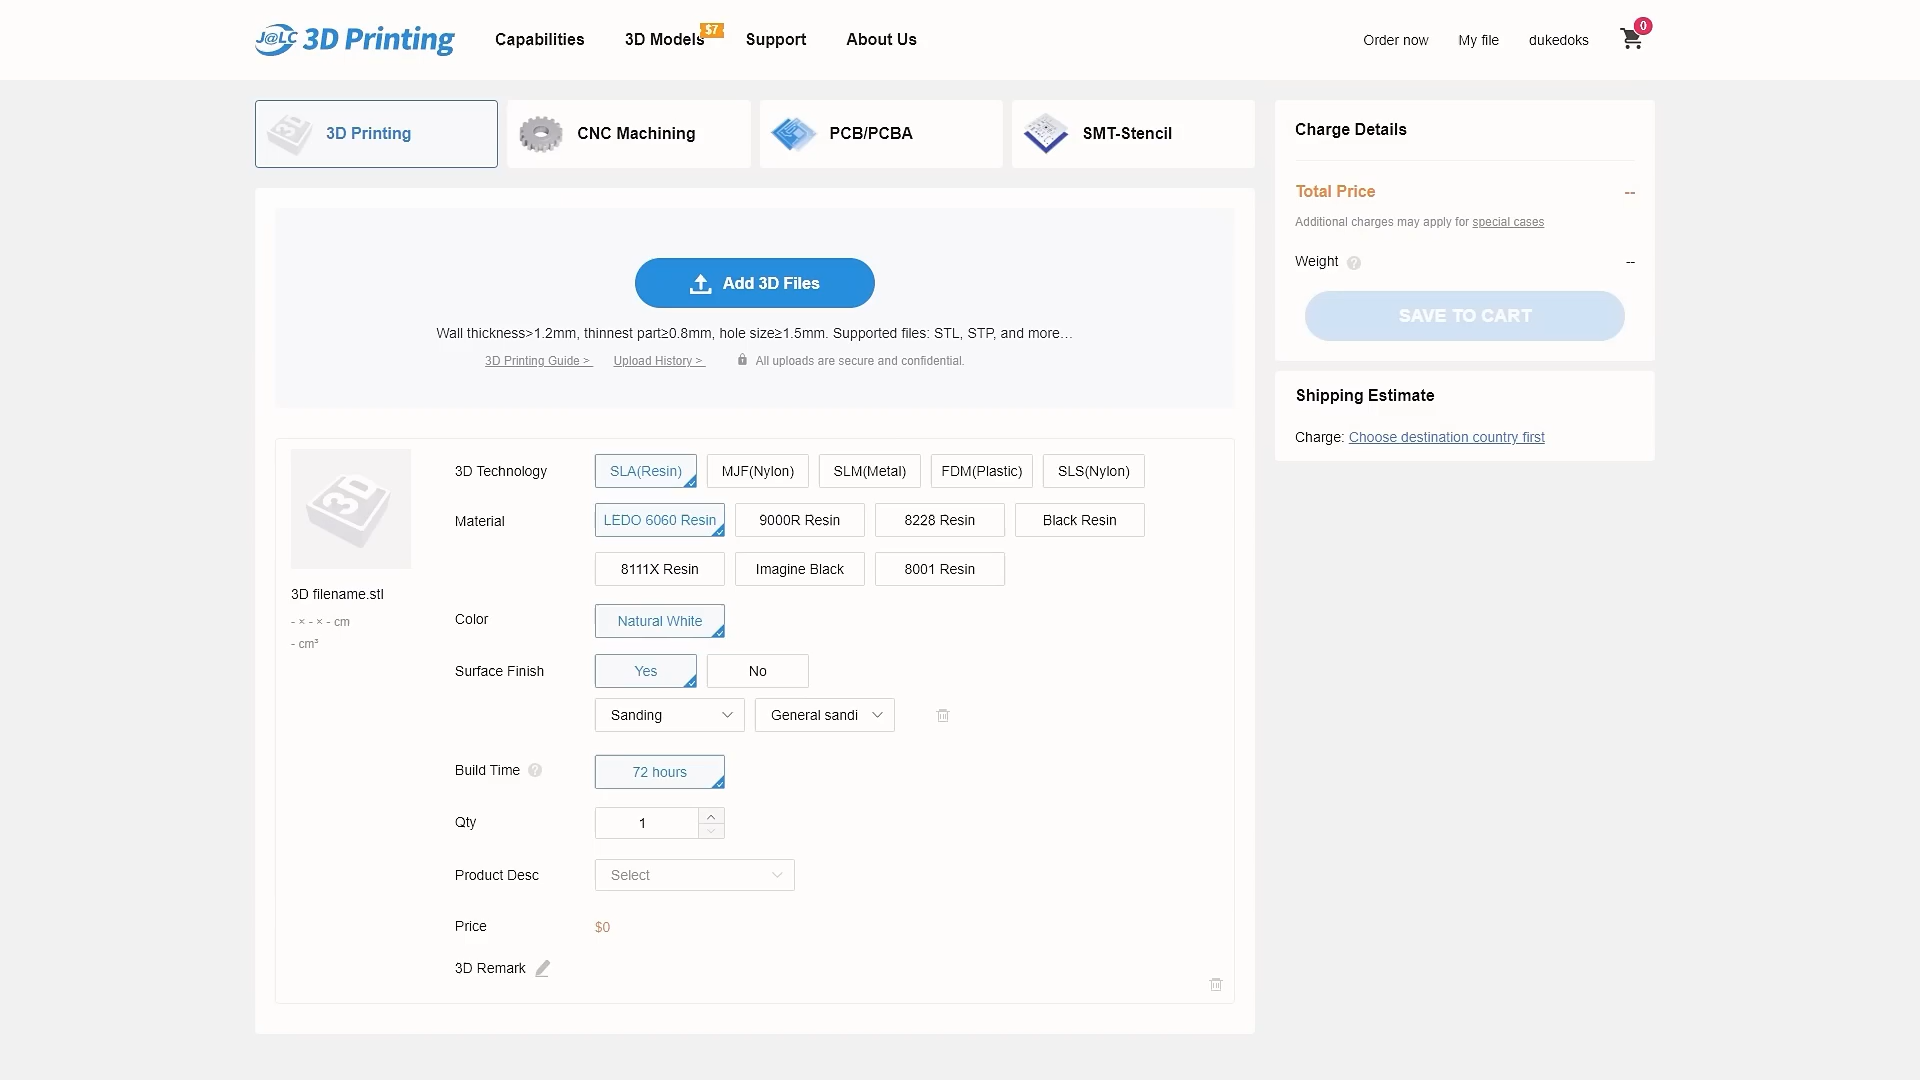 J@LC 3D Printing
Capabilities 3D Models $7 Support About Us Order now My file dukedoks 0
3D Printing CNC Machining PCB/PCBA SMT-Stencil
Add 3D Files
Wall thickness>1.2mm, thinnest part≥0.8mm, hole size≥1.5mm. Supported files: STL, STP, and more...
3D Printing Guide > Upload History > All uploads are secure and confidential.
3D
3D filename.stl
- × - × - cm
- cm³
3D Technology SLA(Resin) MJF(Nylon) SLM(Metal) FDM(Plastic) SLS(Nylon)
Material LEDO 6060 Resin 9000R Resin 8228 Resin Black Resin
8111X Resin Imagine Black 8001 Resin
Color Natural White
Surface Finish Yes No
Sanding General sandi
Build Time ? 72 hours
Qty 1
Product Desc Select
Price $0
3D Remark
Charge Details
Total Price --
Additional charges may apply for special cases
Weight ? --
SAVE TO CART
Shipping Estimate
Charge: Choose destination country first